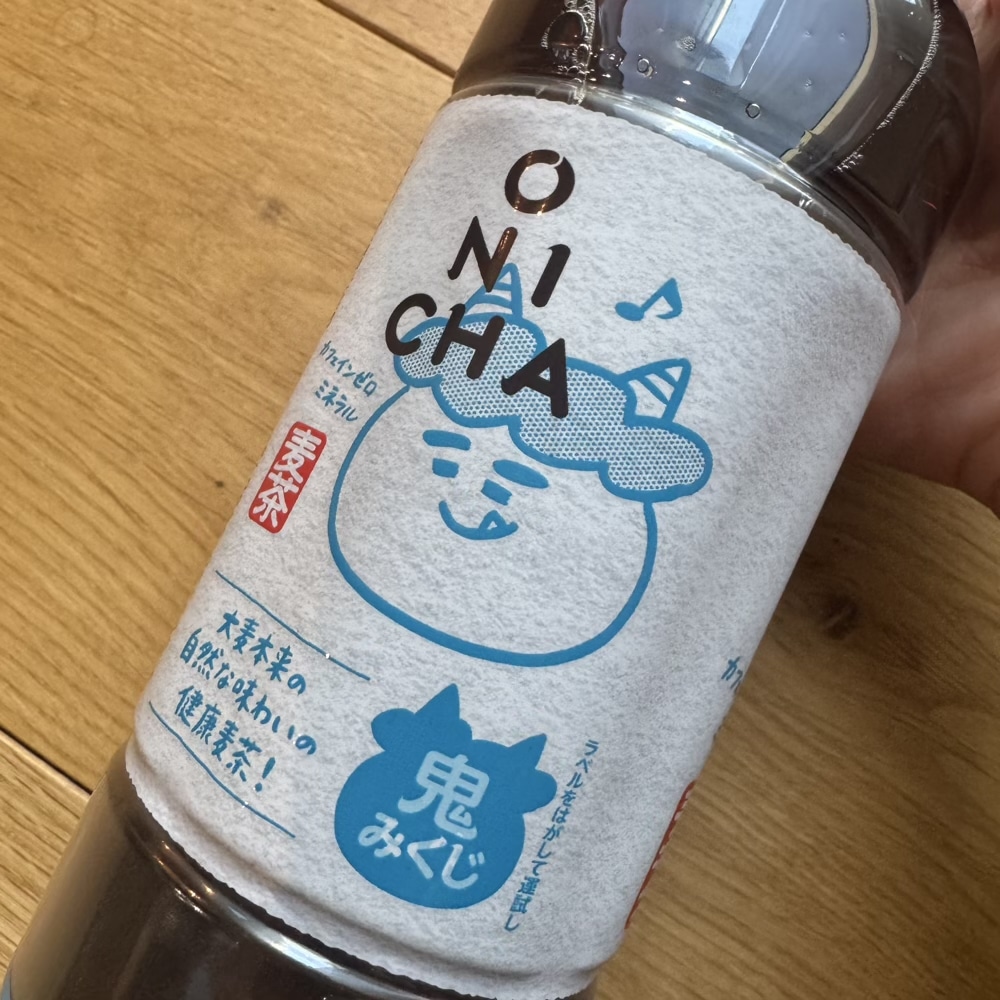 O
NI
CHA
カフェインゼロ
ミネラル
麦茶
大麦本来の
自然な味わいの
健康麦茶!
鬼
みくじ
ラベルをはがして運試し